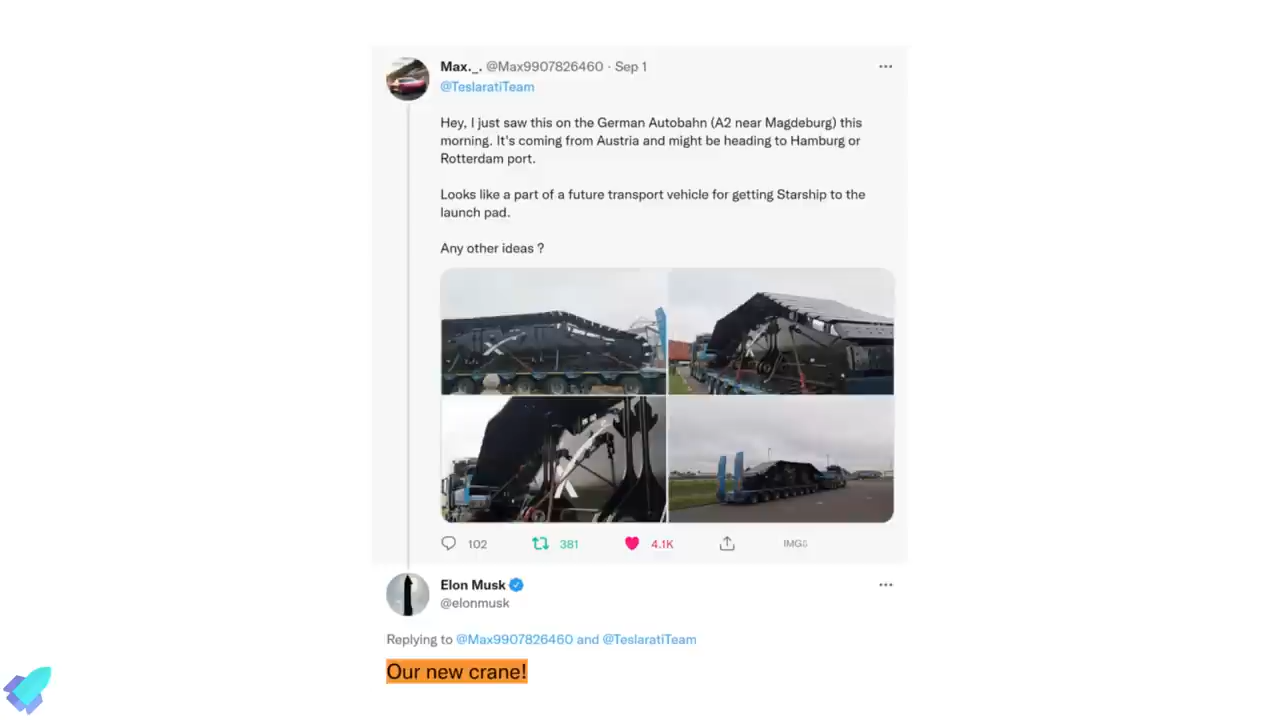 Max._. @Max9907826460 · Sep 1
@TeslaratiTeam
Hey, I just saw this on the German Autobahn (A2 near Magdeburg) this
morning. It's coming from Austria and might be heading to Hamburg or
Rotterdam port.
Looks like a part of a future transport vehicle for getting Starship to the
launch pad.
Any other ideas ?
X
X
X
102 381 4.1K
Elon Musk
@elonmusk
Replying to @Max9907826460 and @TeslaratiTeam
Our new crane!